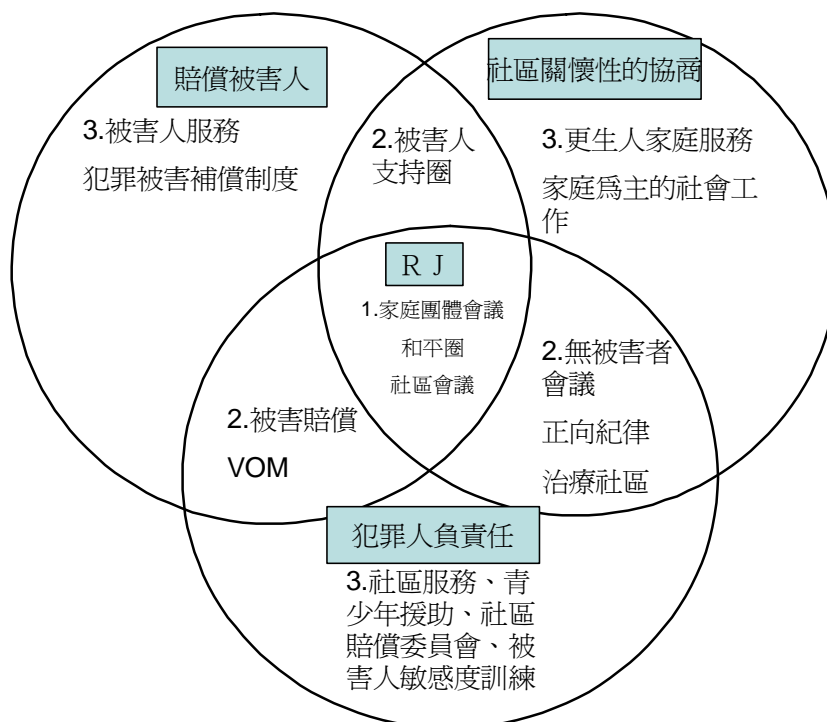 賠償被害人
社區關懷性的協商
3.被害人服務
犯罪被害補償制度
2.被害人
支持圈
3.更生人家庭服務
家庭爲主的社會工
作
ＲＪ
1.家庭團體會議
和平圈
社區會議
2.無被害者
會議
正向紀律
治療社區
2.被害賠償
VOM
犯罪人負責任
3.社區服務、青
少年援助、社區
賠償委員會、被
害人敏感度訓練